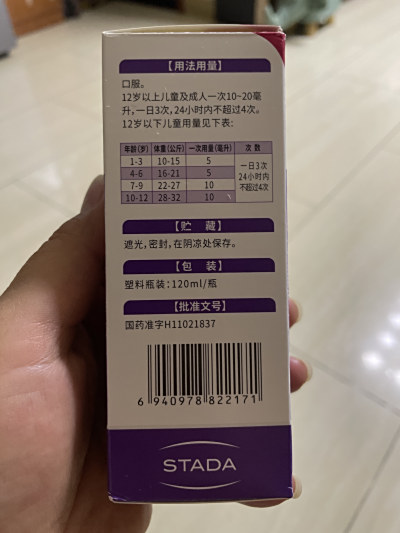 【用法用量】
口服。
12岁以上儿童及成人一次10~20毫
升,一日3次,24小时内不超过4次。
12岁以下儿童用量见下表:
年龄(岁) 体重(公斤) 一次用量(毫升) 次 数
1-3 10-15 5 一日3次
4-6 16-21 5 24小时内
7-9 22-27 10 不超过4次
10-12 28-32 10
【贮 藏】
遮光,密封,在阴凉处保存。
【包 装】
塑料瓶装:120ml/瓶
【批准文号】
国药准字H11021837
6 940978 822171
STADA